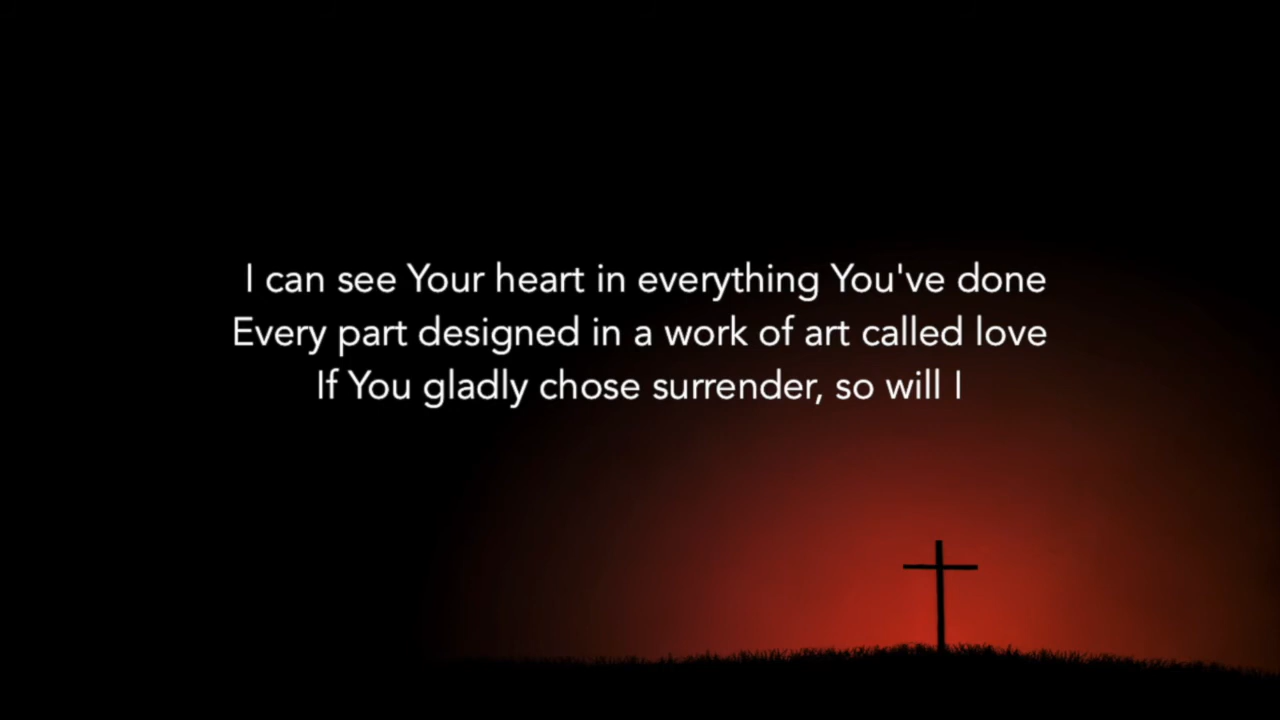 I can see Your heart in everything You've done
Every part designed in a work of art called love
If You gladly chose surrender, so will I